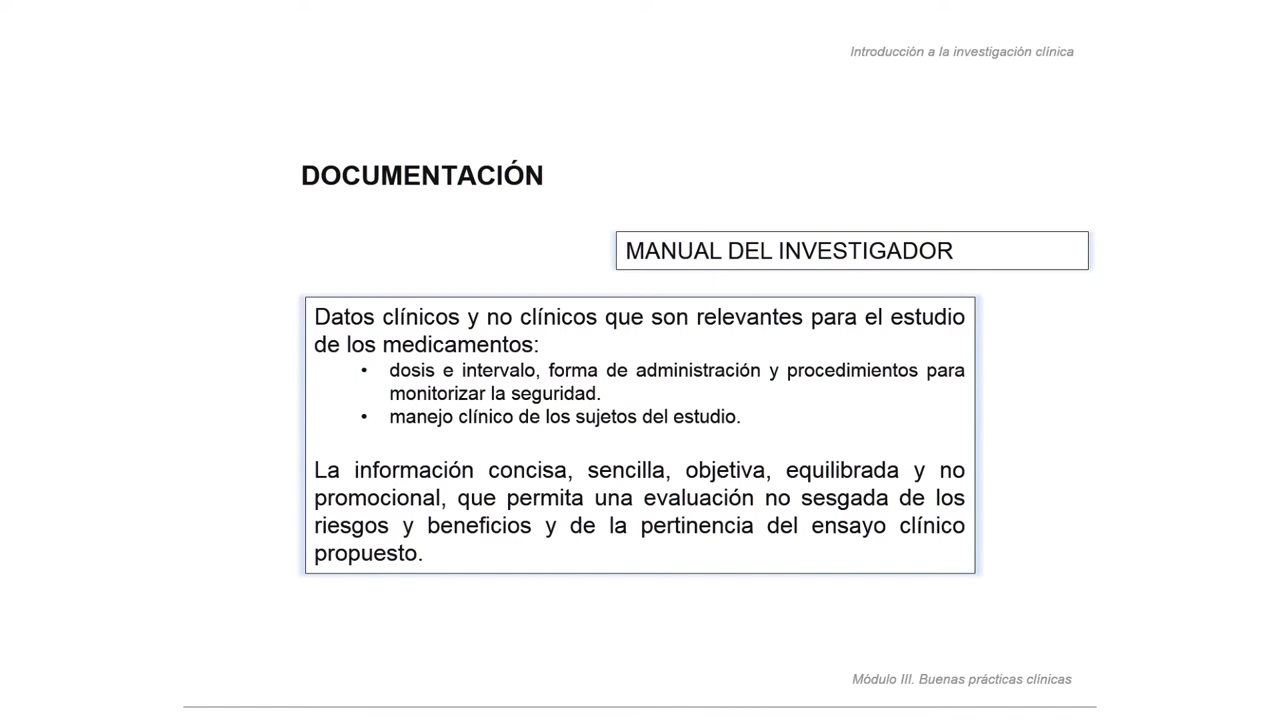 Introducción a la investigación clínica
DOCUMENTACIÓN
MANUAL DEL INVESTIGADOR
Datos clínicos y no clínicos que son relevantes para el estudio
de los medicamentos:
• dosis e intervalo, forma de administración y procedimientos para
monitorizar la seguridad.
• manejo clínico de los sujetos del estudio.
La información concisa, sencilla, objetiva, equilibrada y no
promocional, que permita una evaluación no sesgada de los
riesgos y beneficios y de la pertinencia del ensayo clínico
propuesto.
Módulo III. Buenas prácticas clínicas